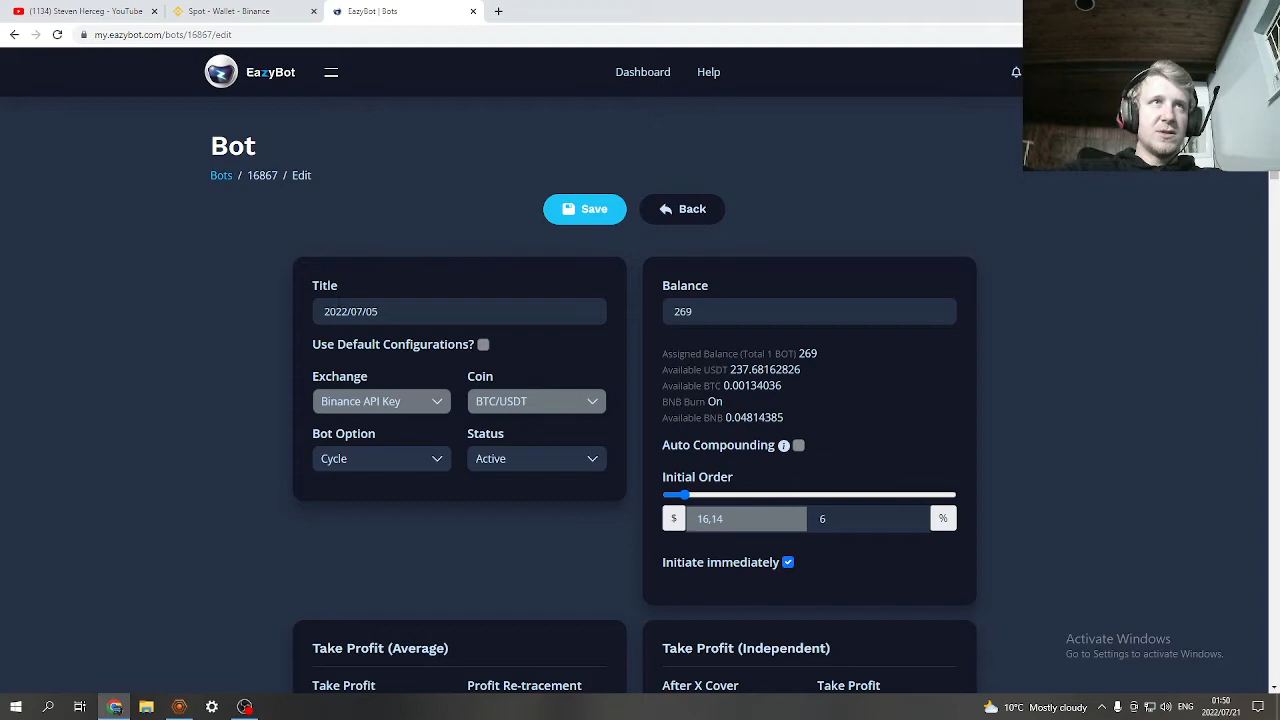 (1134) Steven Herceg - YouTube
Spot - Wallet - Binance
EazyBot | Bots
my.eazybot.com/bots/16867/edit
EazyBot
Dashboard
Help
Bot
Bots / 16867 / Edit
Save
Back
Title
2022/07/05
Use Default Configurations?
Exchange
Coin
Binance API Key
BTC/USDT
Bot Option
Status
Cycle
Active
Balance
269
Assigned Balance (Total 1 BOT) 269
Available USDT 237.68162826
Available BTC 0.00134036
BNB Burn On
Available BNB 0.04814385
Auto Compounding
Initial Order
$ 16,14 6 %
Initiate immediately
Take Profit (Average)
Take Profit
Profit Re-tracement
Take Profit (Independent)
After X Cover
Take Profit
Activate Windows
Go to Settings to activate Windows.
10°C Mostly cloudy
ENG
01:50
2022/07/21